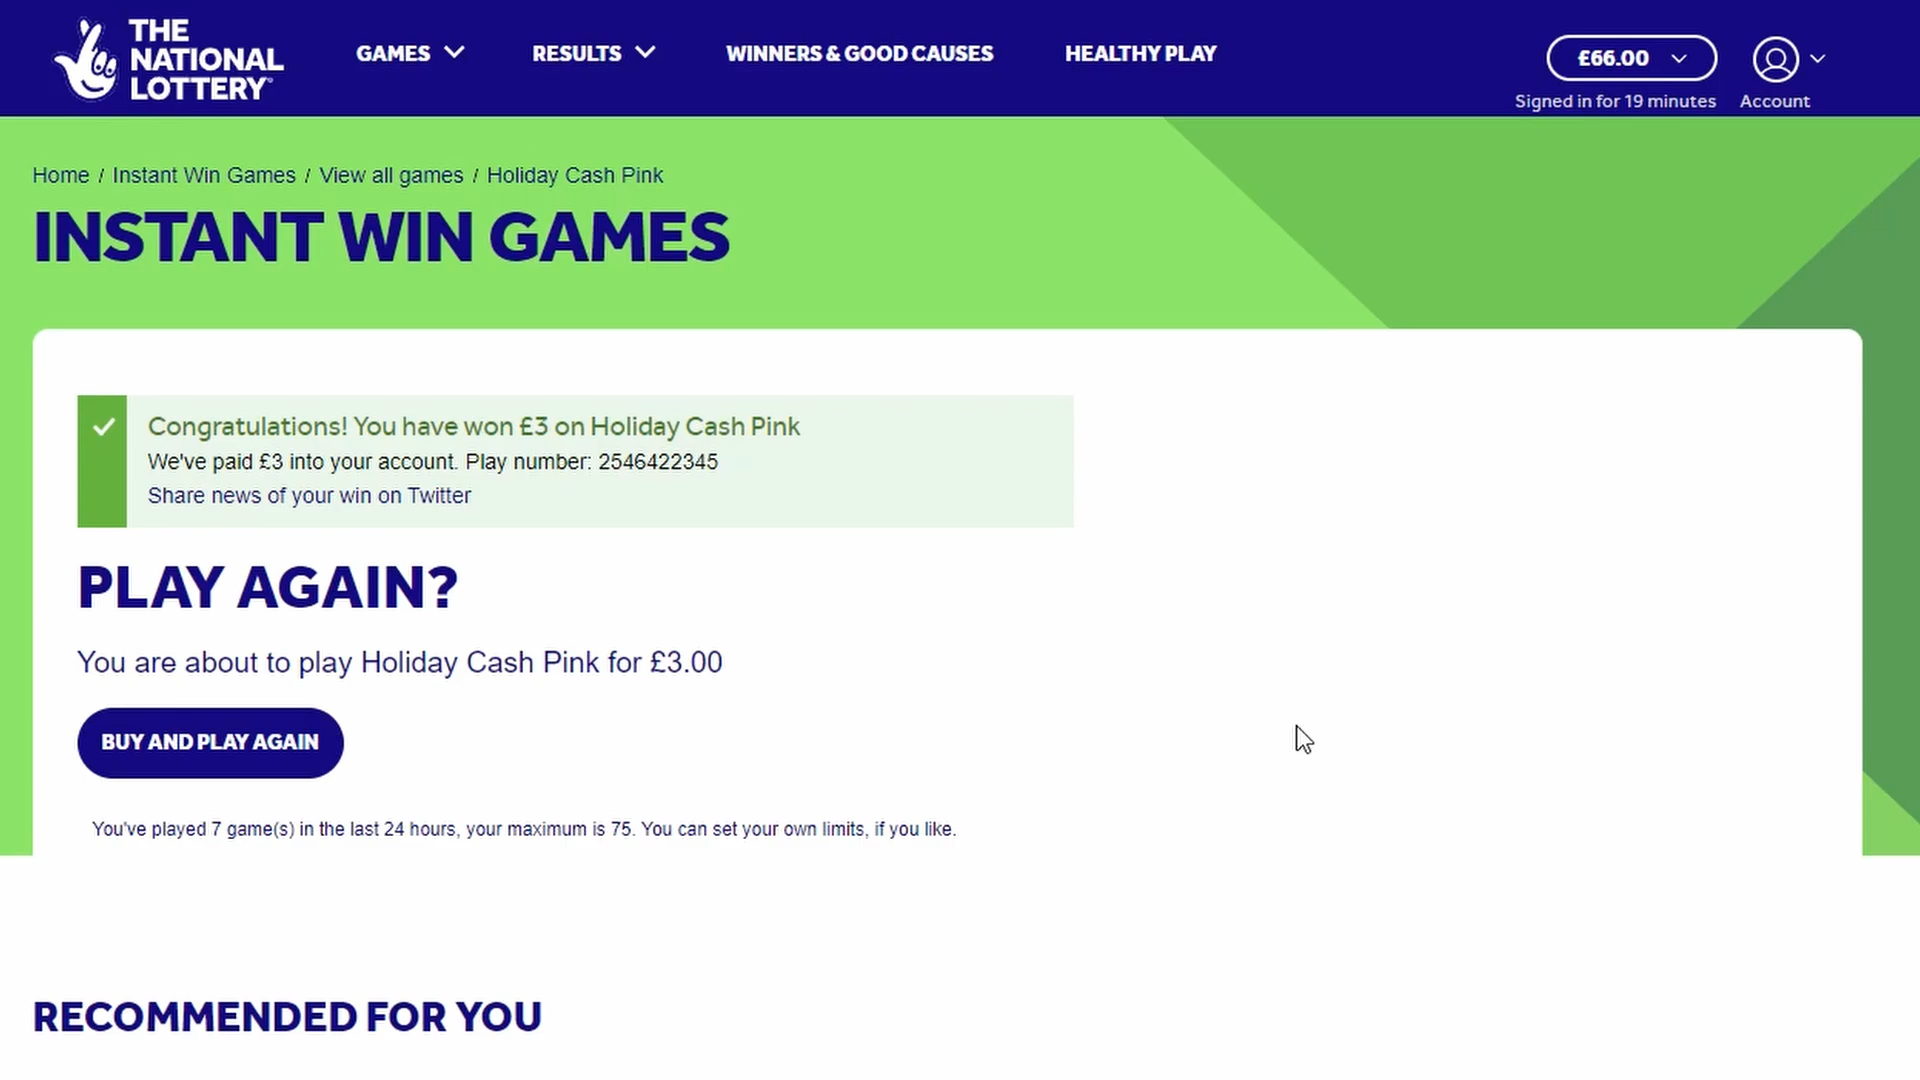 THE
NATIONAL
LOTTERY
GAMES
RESULTS
WINNERS & GOOD CAUSES
HEALTHY PLAY
£66.00
Signed in for 19 minutes
Account
Home / Instant Win Games / View all games / Holiday Cash Pink
INSTANT WIN GAMES
Congratulations! You have won £3 on Holiday Cash Pink
We've paid £3 into your account. Play number: 2546422345
Share news of your win on Twitter
PLAY AGAIN?
You are about to play Holiday Cash Pink for £3.00
BUY AND PLAY AGAIN
You've played 7 game(s) in the last 24 hours, your maximum is 75. You can set your own limits, if you like.
RECOMMENDED FOR YOU